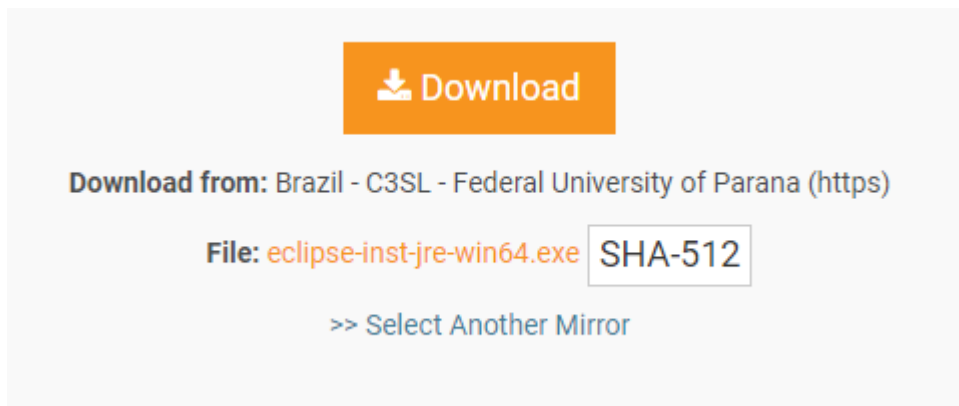 Download
Download from: Brazil - C3SL - Federal University of Parana (https)
File: eclipse-inst-jre-win64.exe SHA-512
>> Select Another Mirror